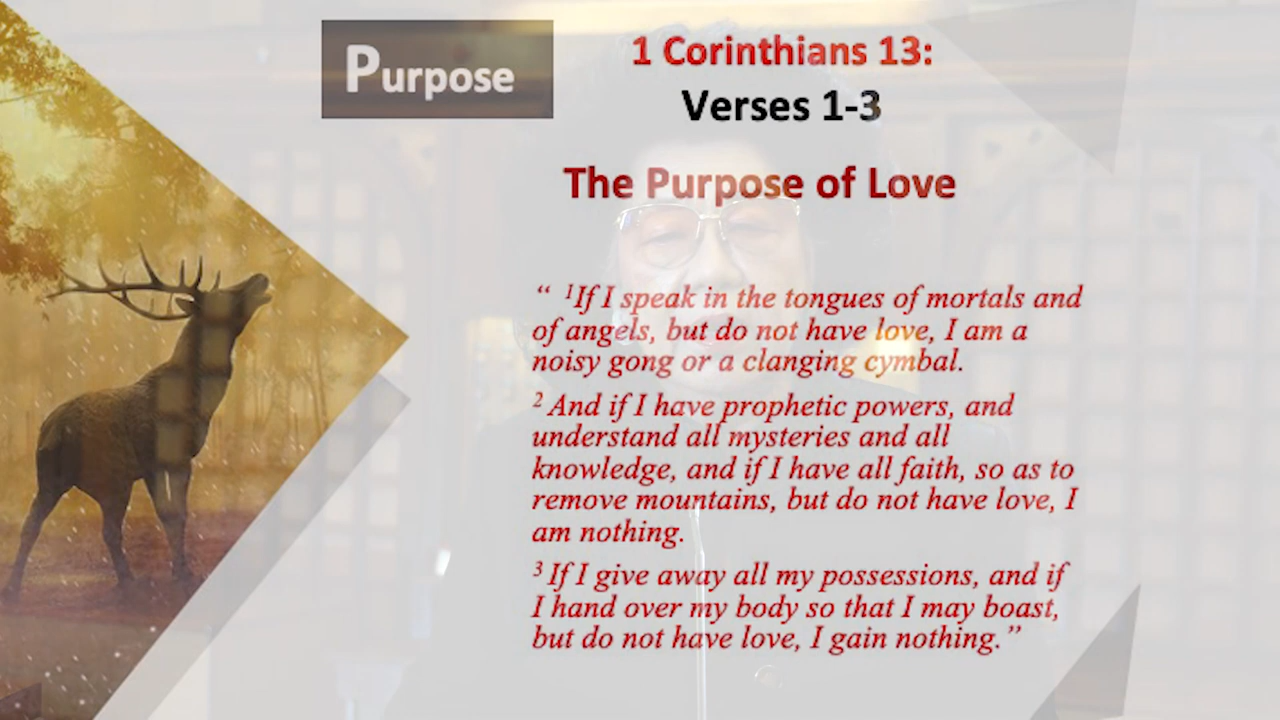 Purpose
1 Corinthians 13:
Verses 1-3
The Purpose of Love
“ ¹If I speak in the tongues of mortals and
of angels, but do not have love, I am a
noisy gong or a clanging cymbal.
² And if I have prophetic powers, and
understand all mysteries and all
knowledge, and if I have all faith, so as to
remove mountains, but do not have love, I
am nothing.
³ If I give away all my possessions, and if
I hand over my body so that I may boast,
but do not have love, I gain nothing.”